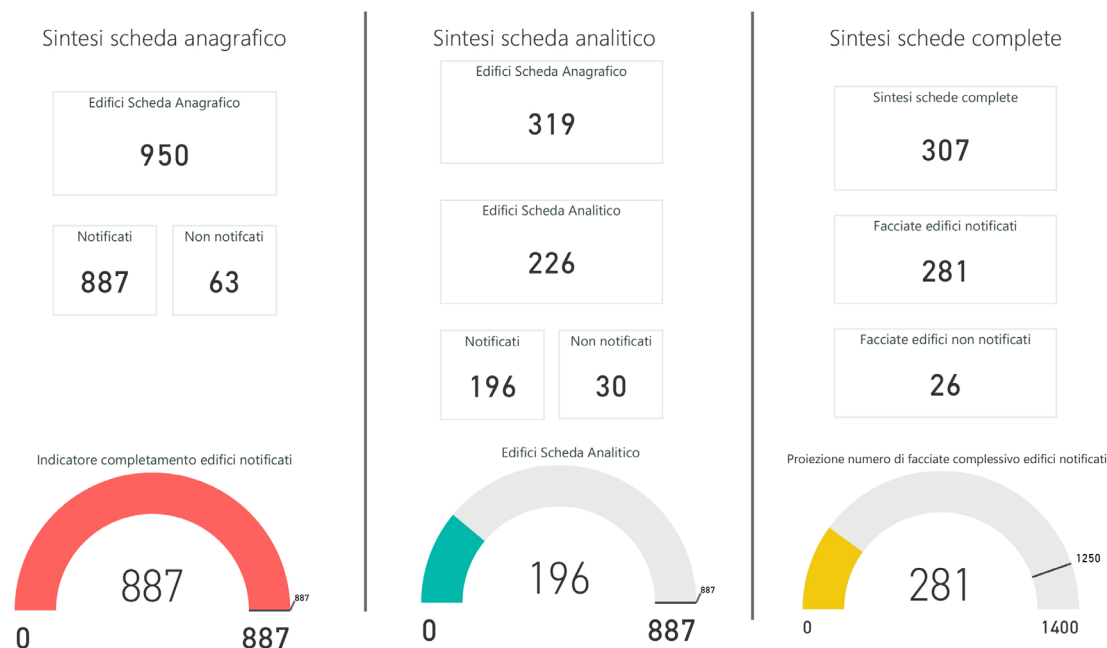 Sintesi scheda anagrafico
Edifici Scheda Anagrafico
950
Notificati
887
Non notifcati
63
Indicatore completamento edifici notificati
887
887
0
887
Sintesi scheda analitico
Edifici Scheda Anagrafico
319
Edifici Scheda Analitico
226
Notificati
196
Non notificati
30
Edifici Scheda Analitico
196
887
0
887
Sintesi schede complete
Sintesi schede complete
307
Facciate edifici notificati
281
Facciate edifici non notificati
26
Proiezione numero di facciate complessivo edifici notificati
1250
281
0
1400